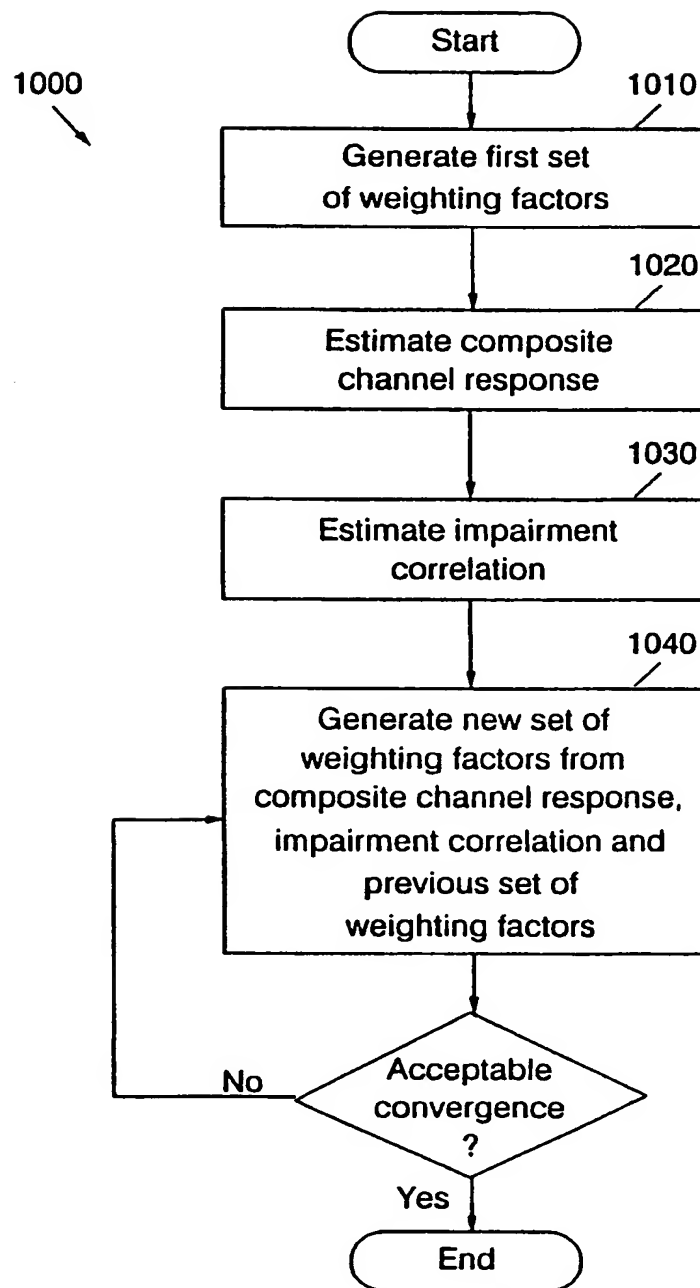 Start
1000
1010
Generate first set
of weighting factors
1020
Estimate composite
channel response
1030
Estimate impairment
correlation
1040
Generate new set of
weighting factors from
composite channel response,
impairment correlation and
previous set of
weighting factors
Acceptable
convergence
?
No
Yes
End